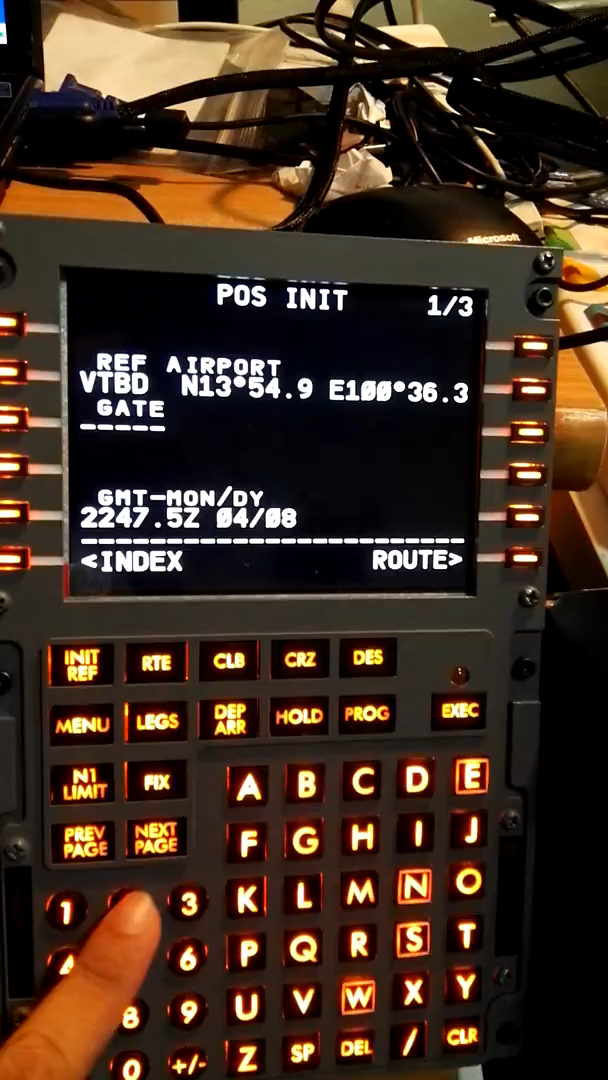 Microsoft
POS INIT 1/3
REF AIRPORT
VTBD N13°54.9 E100°36.3
GATE
-----
GMT-MON/DY
2247.5Z 04/08
<INDEX ROUTE>
INIT REF RTE CLB CRZ DES
MENU LEGS DEP ARR HOLD PROG EXEC
N1 LIMIT FIX
PREV PAGE NEXT PAGE
A B C D E
F G H I J
1 3 K L M N O
6 P Q R S T
8 9 U V W X Y
0 +/- Z SP DEL / CLR